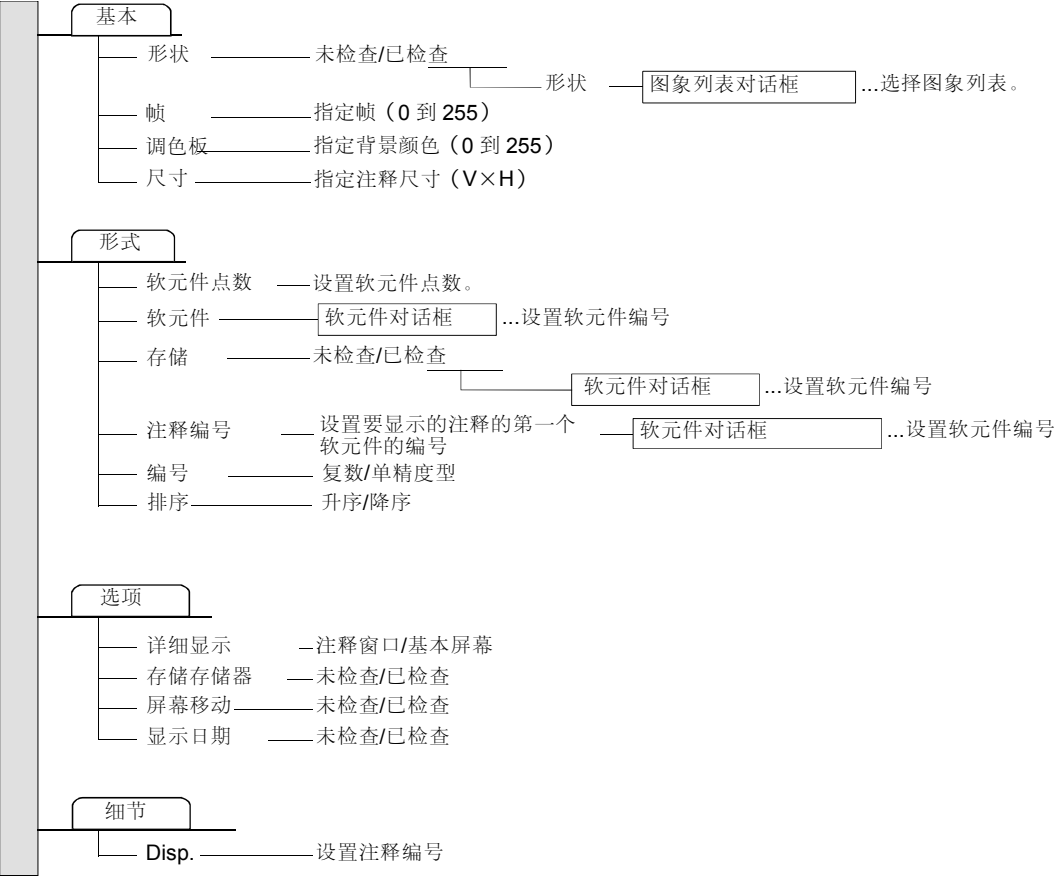 基本
形状 未检查/已检查
形状 图象列表对话框 ...选择图象列表。
帧 指定帧（0 到 255）
调色板 指定背景颜色（0 到 255）
尺寸 指定注释尺寸（V×H）
形式
软元件点数 设置软元件点数。
软元件 软元件对话框 ...设置软元件编号
存储 未检查/已检查
软元件对话框 ...设置软元件编号
注释编号 设置要显示的注释的第一个
软元件的编号 软元件对话框 ...设置软元件编号
编号 复数/单精度型
排序 升序/降序
选项
详细显示 注释窗口/基本屏幕
存储存储器 未检查/已检查
屏幕移动 未检查/已检查
显示日期 未检查/已检查
细节
Disp. 设置注释编号